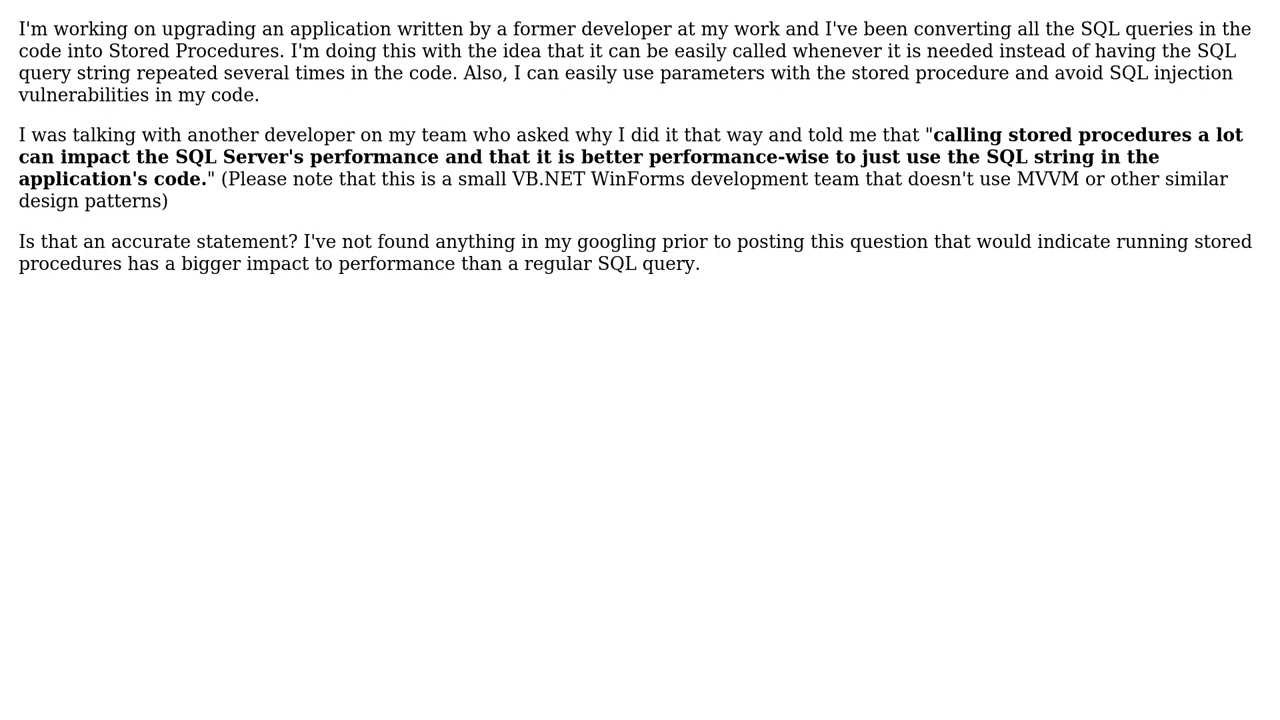 I'm working on upgrading an application written by a former developer at my work and I've been converting all the SQL queries in the
code into Stored Procedures. I'm doing this with the idea that it can be easily called whenever it is needed instead of having the SQL
query string repeated several times in the code. Also, I can easily use parameters with the stored procedure and avoid SQL injection
vulnerabilities in my code.
I was talking with another developer on my team who asked why I did it that way and told me that "calling stored procedures a lot
can impact the SQL Server's performance and that it is better performance-wise to just use the SQL string in the
application's code." (Please note that this is a small VB.NET WinForms development team that doesn't use MVVM or other similar
design patterns)
Is that an accurate statement? I've not found anything in my googling prior to posting this question that would indicate running stored
procedures has a bigger impact to performance than a regular SQL query.